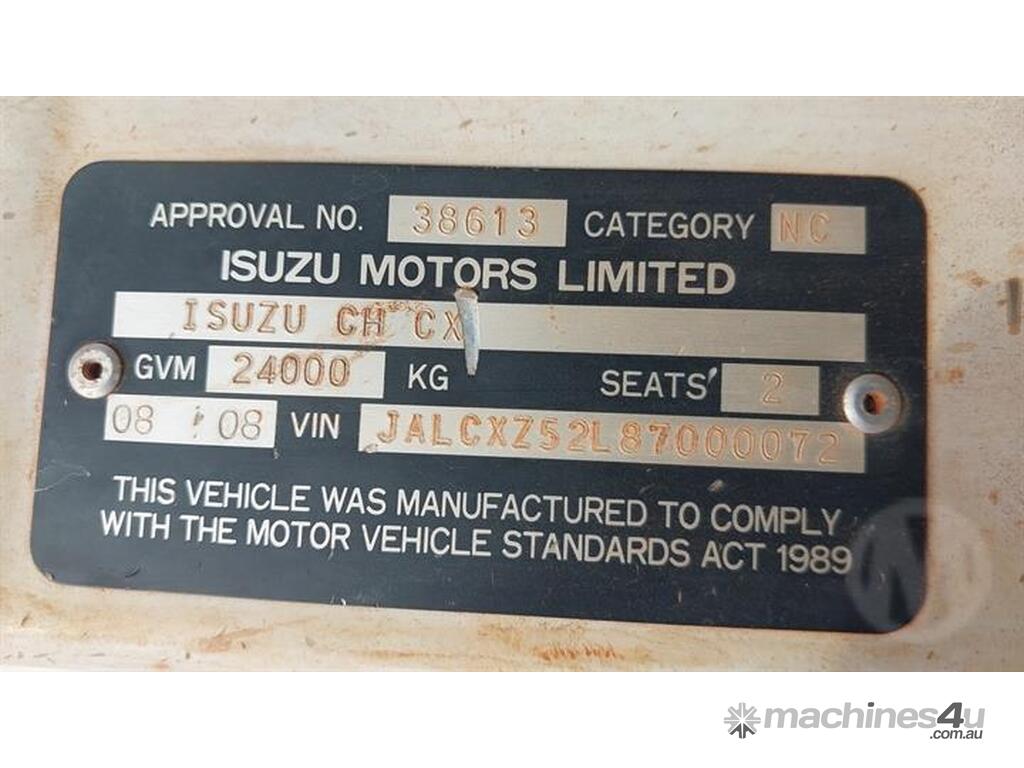 APPROVAL NO. 38613 CATEGORY NC
ISUZU MOTORS LIMITED
ISUZU CH CX
GVM 24000 KG SEATS 2
08 / 08 VIN JALCXZ52L87000072
THIS VEHICLE WAS MANUFACTURED TO COMPLY
WITH THE MOTOR VEHICLE STANDARDS ACT 1989
machines4u
.com.au